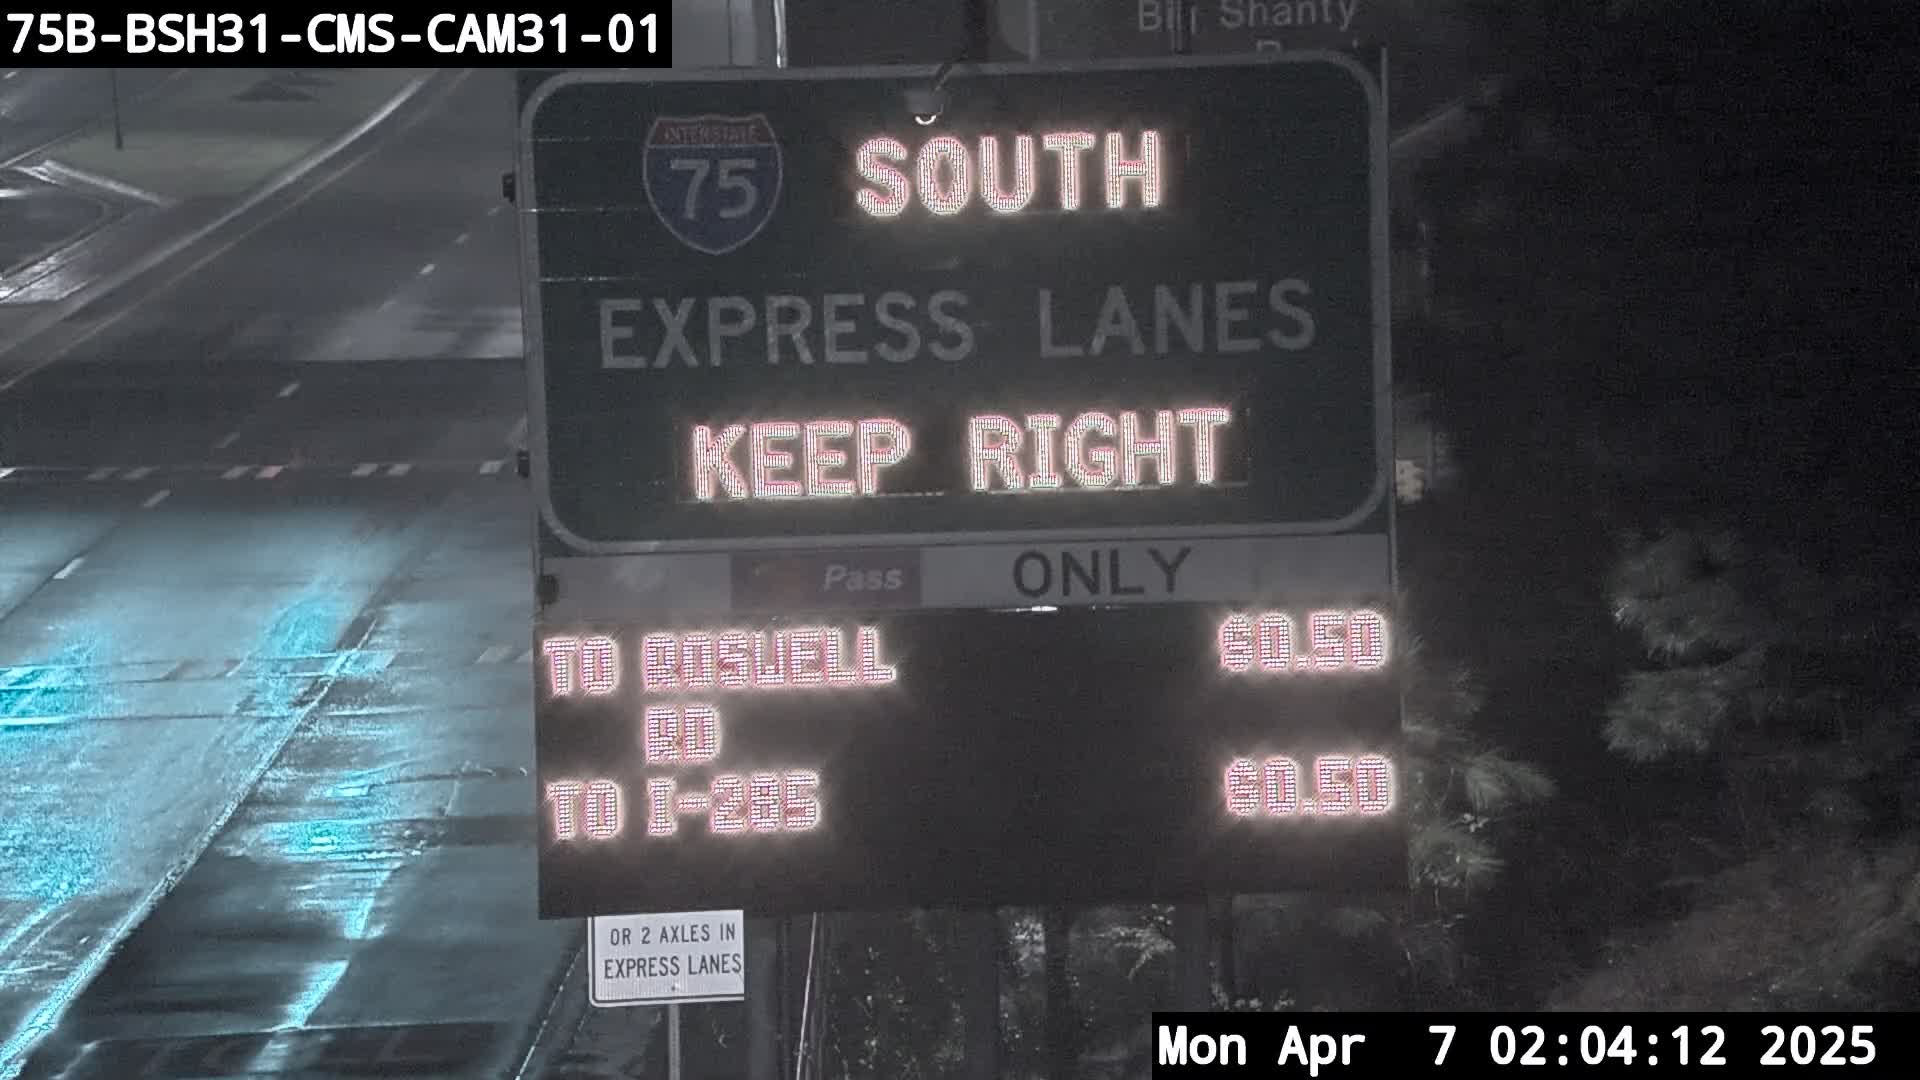 75B-BSH31-CMS-CAM31-01
Bill Shanty
INTERSTATE
75
SOUTH
EXPRESS LANES
KEEP RIGHT
Pass ONLY
TO ROSWELL $0.50
RD
TO I-285 $0.50
OR 2 AXLES IN
EXPRESS LANES
Mon Apr 7 02:04:12 2025